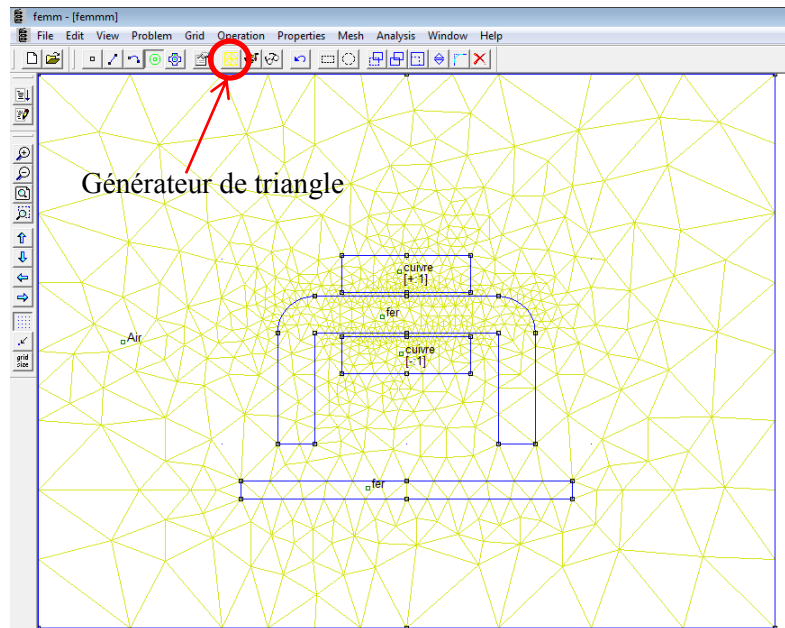 femm - [femmm]
File Edit View Problem Grid Operation Properties Mesh Analysis Window Help
Générateur de triangle
cuivre
[+:1]
fer
Air
cuivre
[-:1]
grid
size
fer